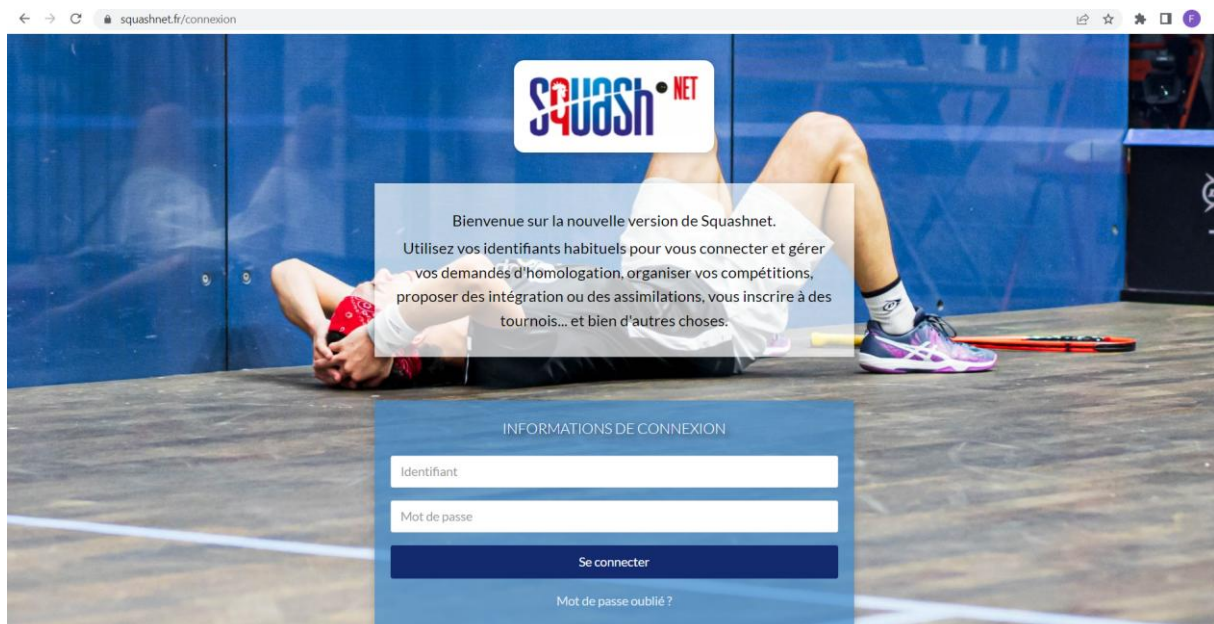 squashnet.fr/connexion
F
SQUASH NET
Bienvenue sur la nouvelle version de Squashnet.
Utilisez vos identifiants habituels pour vous connecter et gérer
vos demandes d'homologation, organiser vos compétitions,
proposer des intégration ou des assimilations, vous inscrire à des
tournois... et bien d'autres choses.
INFORMATIONS DE CONNEXION
Identifiant
Mot de passe
Se connecter
Mot de passe oublié ?